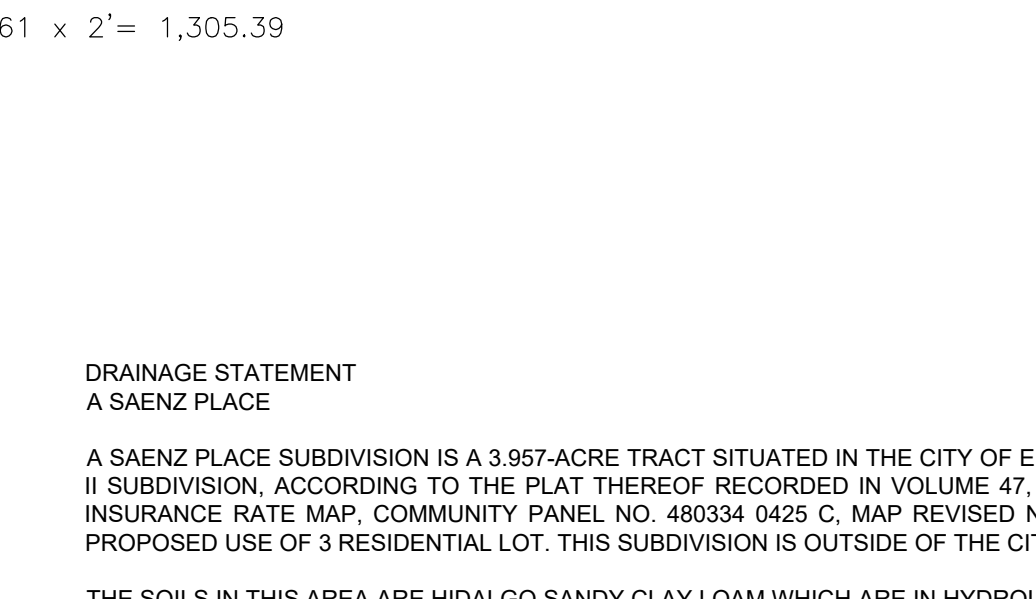 61 x 2'= 1,305.39
DRAINAGE STATEMENT
A SAENZ PLACE
A SAENZ PLACE SUBDIVISION IS A 3.957-ACRE TRACT SITUATED IN THE CITY OF E
II SUBDIVISION, ACCORDING TO THE PLAT THEREOF RECORDED IN VOLUME 47,
INSURANCE RATE MAP, COMMUNITY PANEL NO. 480334 0425 C, MAP REVISED N
PROPOSED USE OF 3 RESIDENTIAL LOT. THIS SUBDIVISION IS OUTSIDE OF THE CIT
THE SOILS IN THIS AREA ARE HIDALGO SANDY CLAY LOAM WHICH ARE IN HYDROL